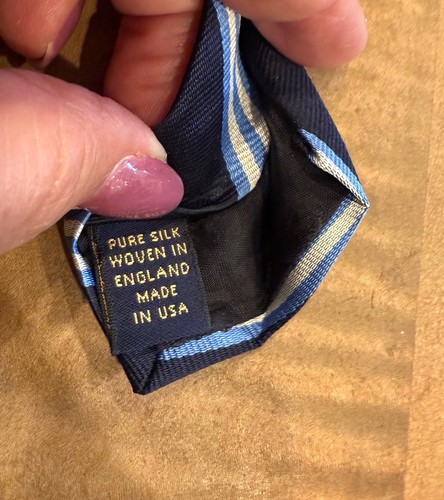 PURE SILK
WOVEN IN
ENGLAND
MADE
IN USA